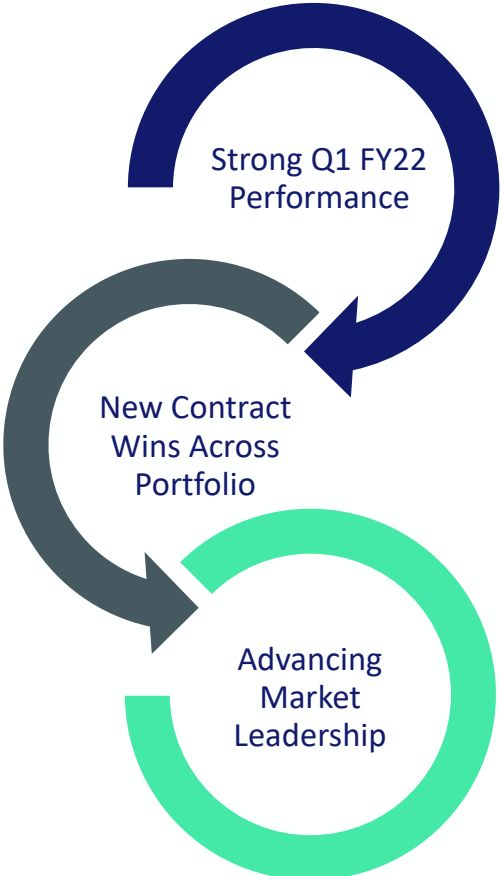 Strong Q1 FY22
Performance
New Contract
Wins Across
Portfolio
Advancing
Market
Leadership